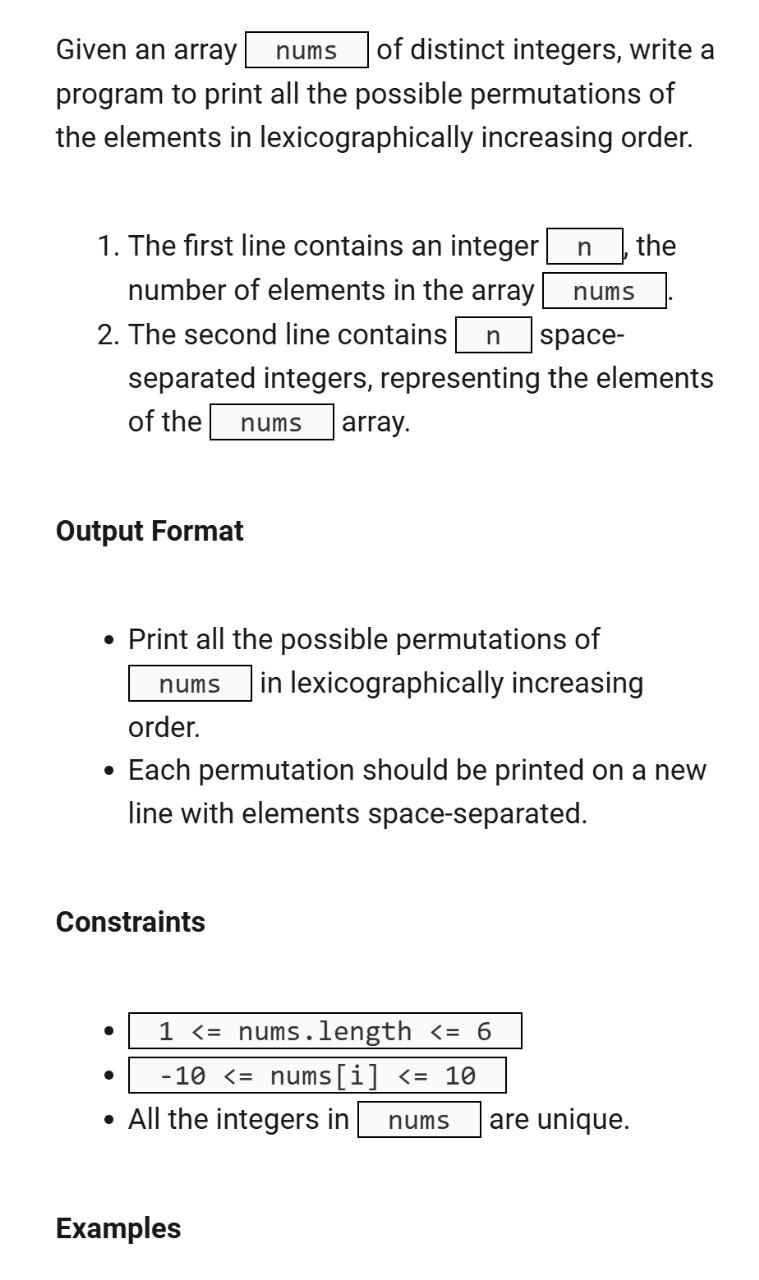 Given an array nums of distinct integers, write a
program to print all the possible permutations of
the elements in lexicographically increasing order.
1. The first line contains an integer n, the
number of elements in the array nums.
2. The second line contains n space-
separated integers, representing the elements
of the nums array.
Output Format
• Print all the possible permutations of
nums in lexicographically increasing
order.
• Each permutation should be printed on a new
line with elements space-separated.
Constraints
• 1 <= nums.length <= 6
• -10 <= nums[i] <= 10
• All the integers in nums are unique.
Examples